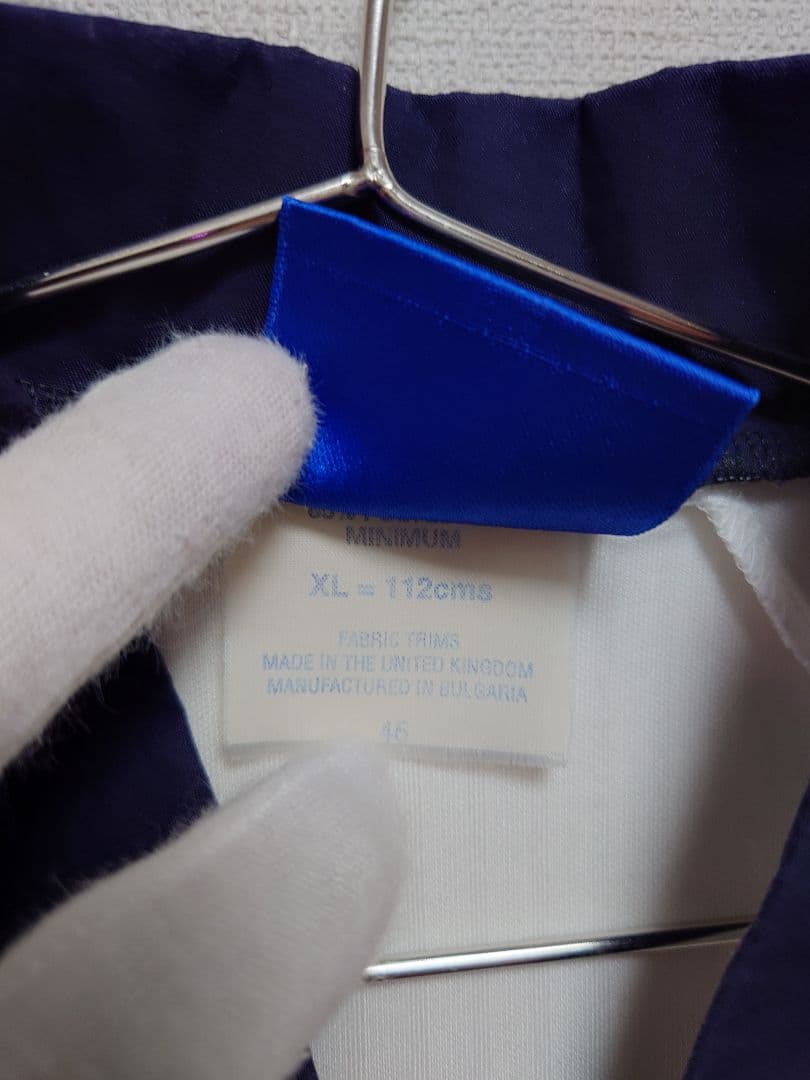 MINIMUM
XL = 112cms
FABRIC TRIMS
MADE IN THE UNITED KINGDOM
MANUFACTURED IN BULGARIA
46